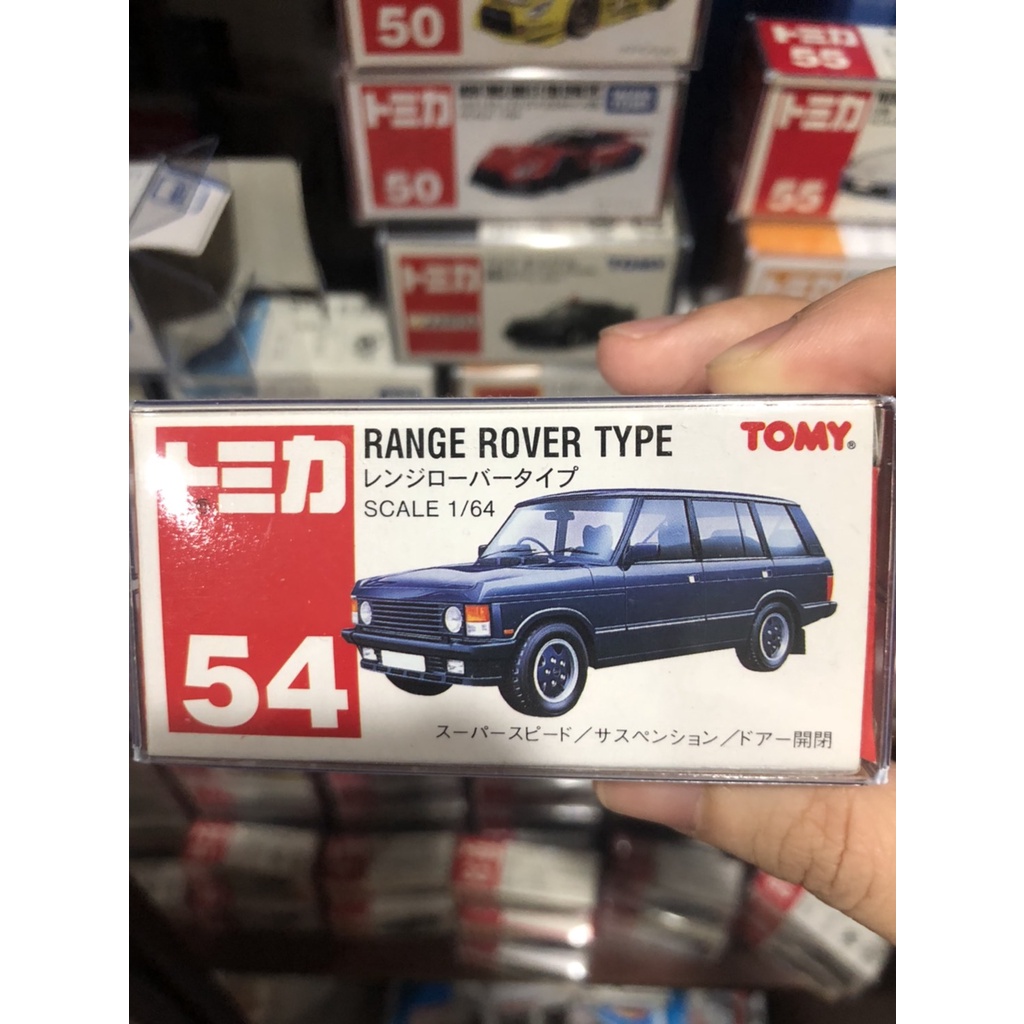 50
トミカ
50
トミカ
55
トミカ
55
トミカ
TOMY
トミカ
54
RANGE ROVER TYPE
レンジローバータイプ
SCALE 1/64
TOMY®
スーパースピード/サスペンション/ドアー開閉